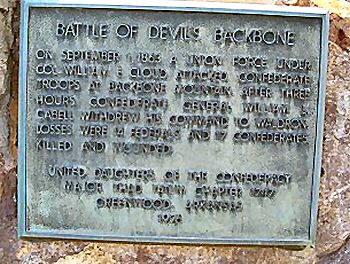 BATTLE OF DEVIL'S BACKBONE
ON SEPTEMBER 1, 1863 A UNION FORCE UNDER
COL. WILLIAM F. CLOUD ATTACKED CONFEDERATE
TROOPS AT BACKBONE MOUNTAIN. AFTER THREE
HOURS CONFEDERATE GENERAL WILLIAM L.
CABELL WITHDREW HIS COMMAND TO WALDRON.
LOSSES WERE 14 FEDERALS AND 17 CONFEDERATES
KILLED AND WOUNDED.
UNITED DAUGHTERS OF THE CONFEDERACY
MAJOR CHAPTER
GREENWOOD, ARKANSAS